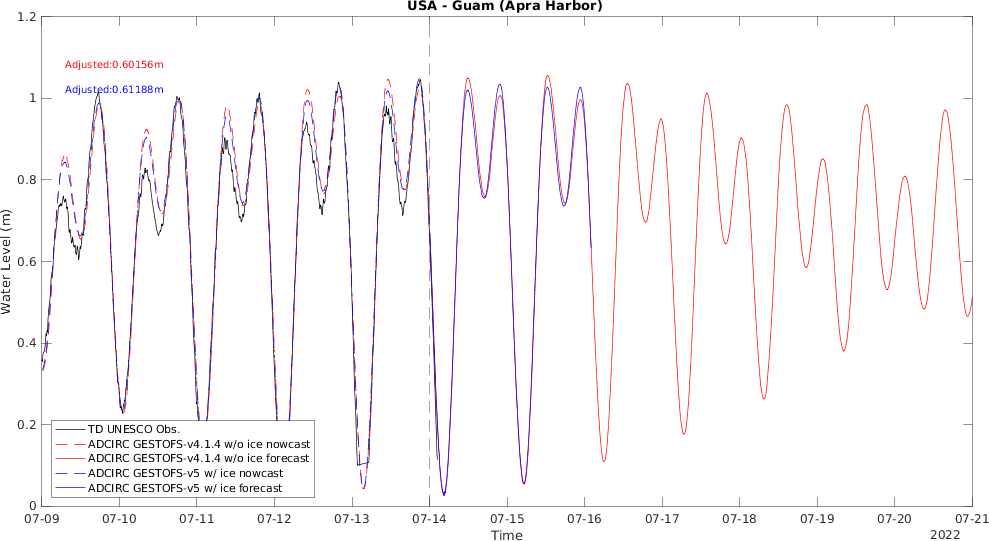 USA - Guam (Apra Harbor)
1.2
Adjusted:0.60156m
1
Adjusted:0.61188m
0.8
Water Level (m)
0.6
0.4
0.2
TD UNESCO Obs.
ADCIRC GESTOFS-v4.1.4 w/o ice nowcast
ADCIRC GESTOFS-v4.1.4 w/o ice forecast
ADCIRC GESTOFS-v5 w/ ice nowcast
ADCIRC GESTOFS-v5 w/ ice forecast
0
07-09 07-10 07-11 07-12 07-13 07-14 07-15 07-16 07-17 07-18 07-19 07-20 07-21
Time
2022